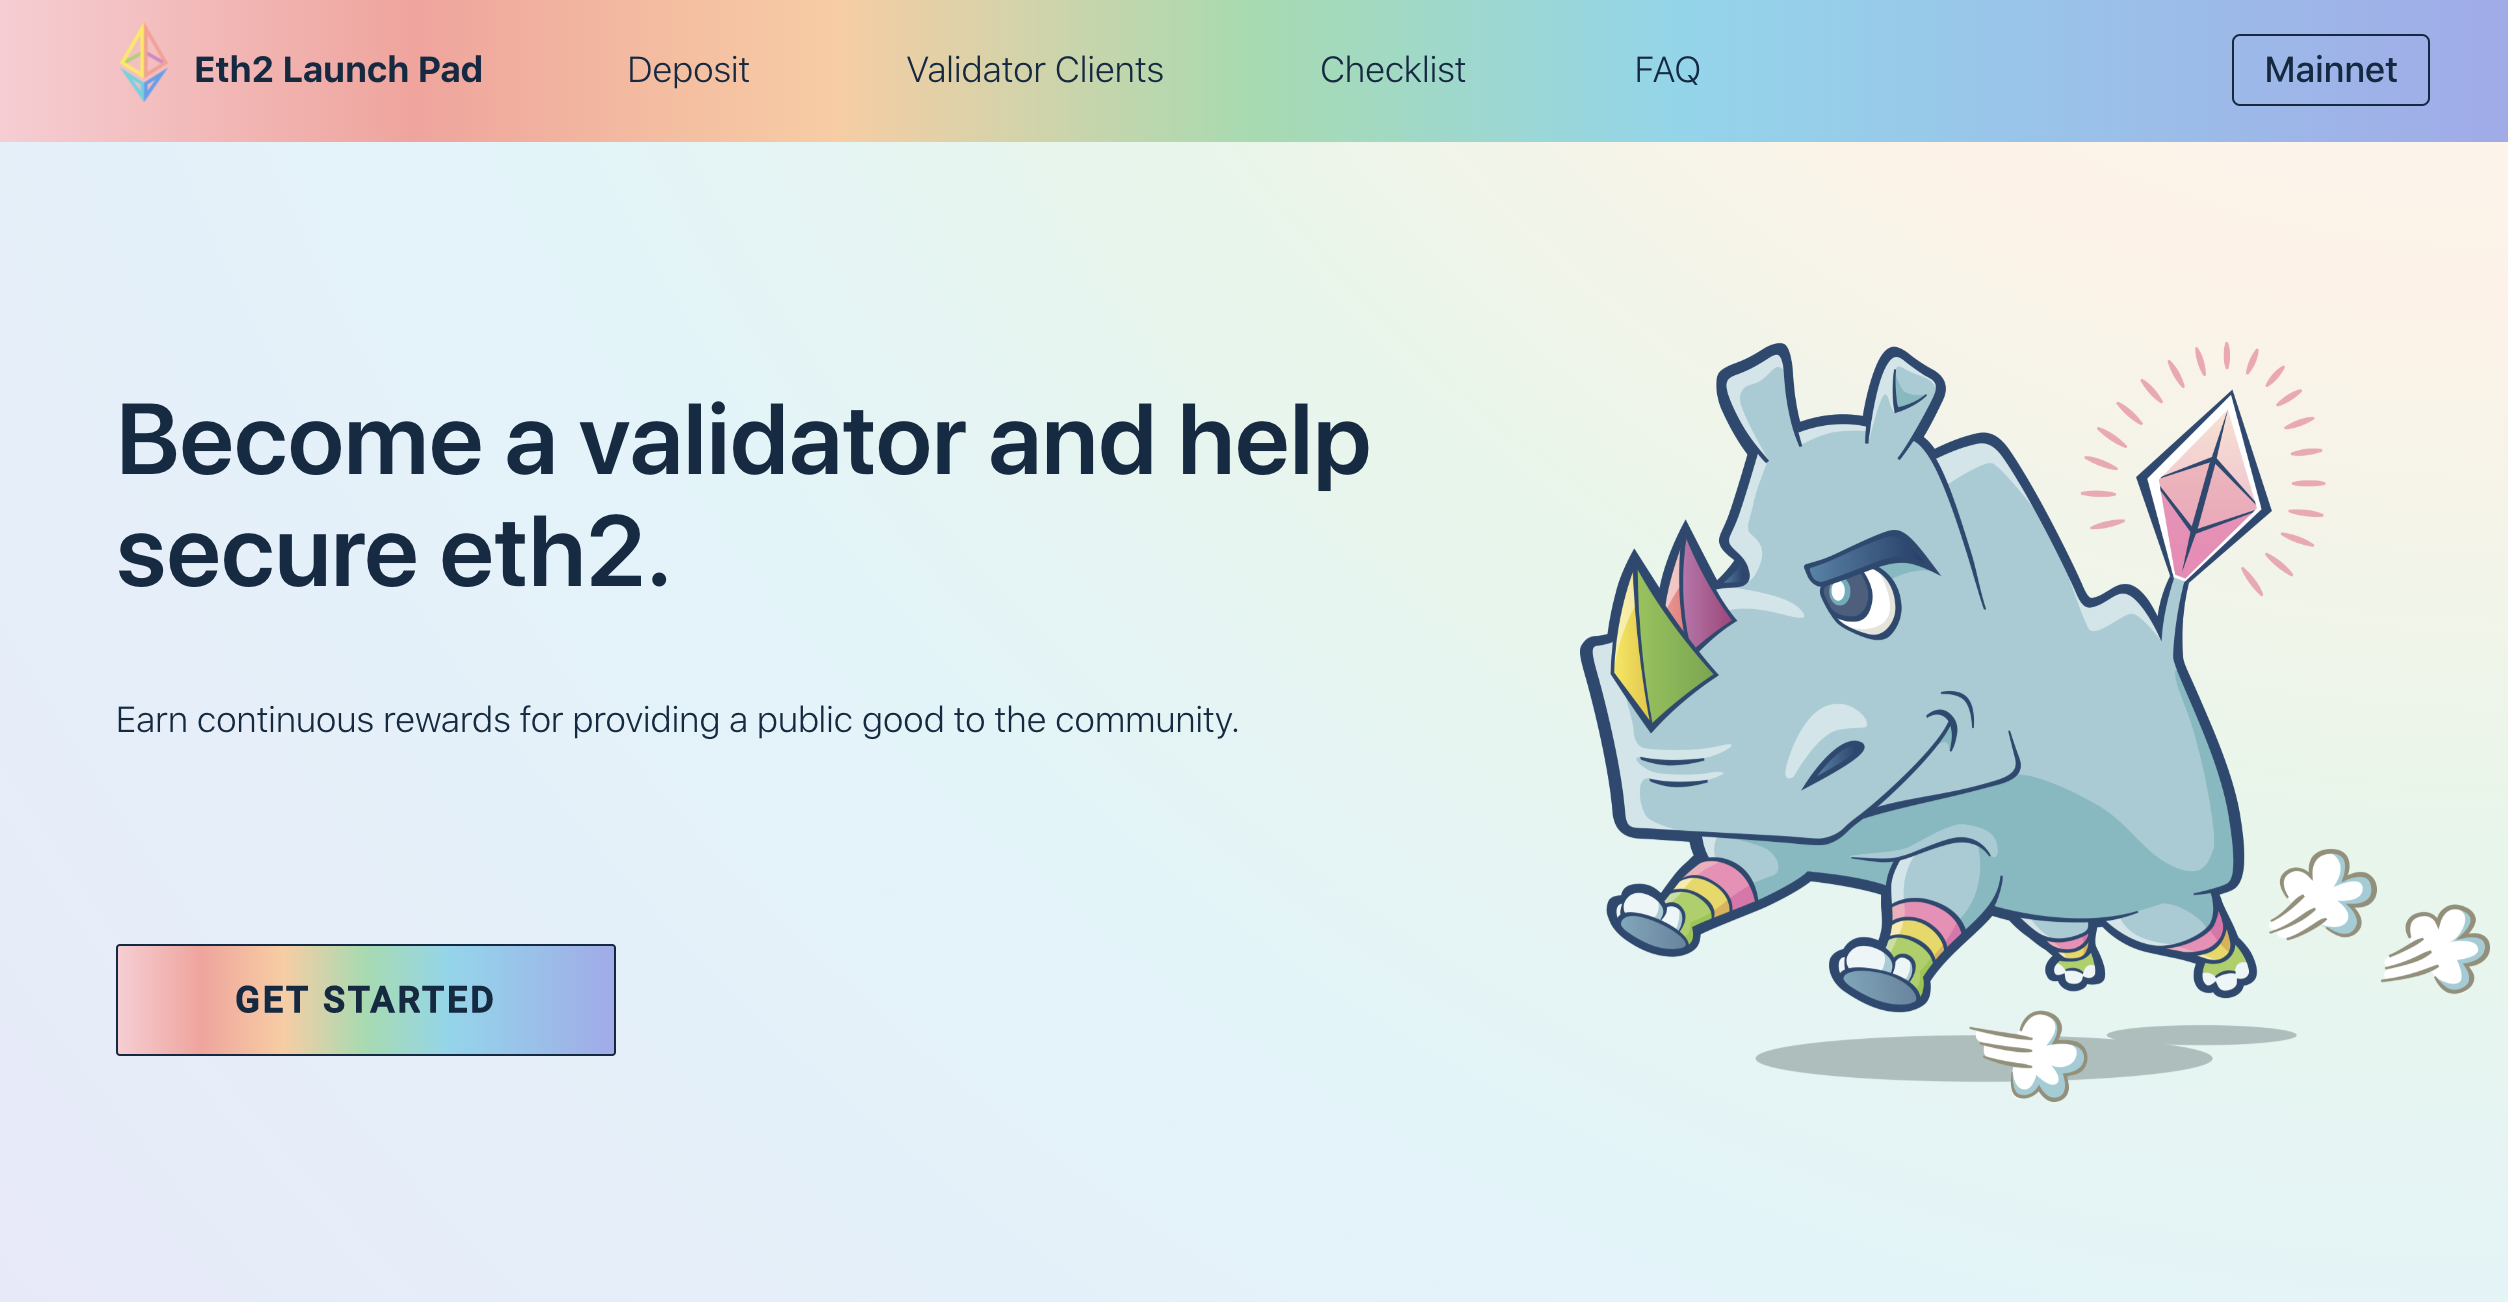 Eth2 Launch Pad
Deposit
Validator Clients
Checklist
FAQ
Mainnet
Become a validator and help
secure eth2.
Earn continuous rewards for providing a public good to the community.
GET STARTED